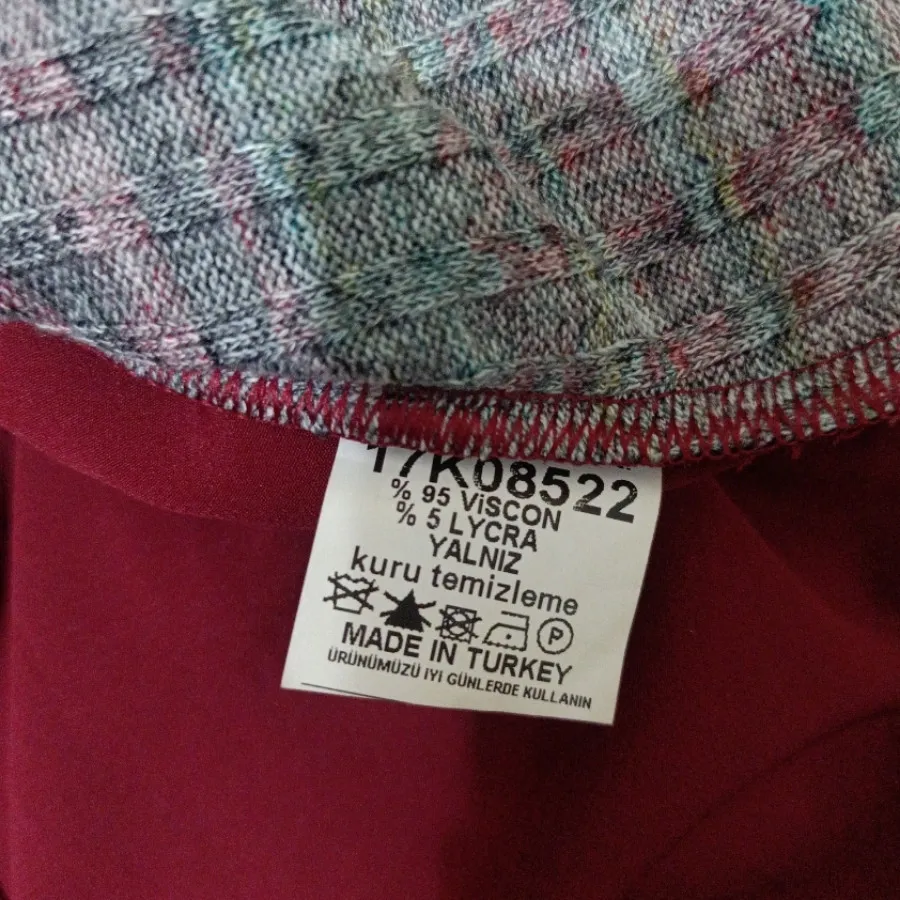 17K08522
% 95 ViSCON
% 5 LYCRA
YALNIZ
kuru temizleme
P
MADE IN TURKEY
ÜRÜNÜMÜZÜ iYi GÜNLERDE KULLANIN